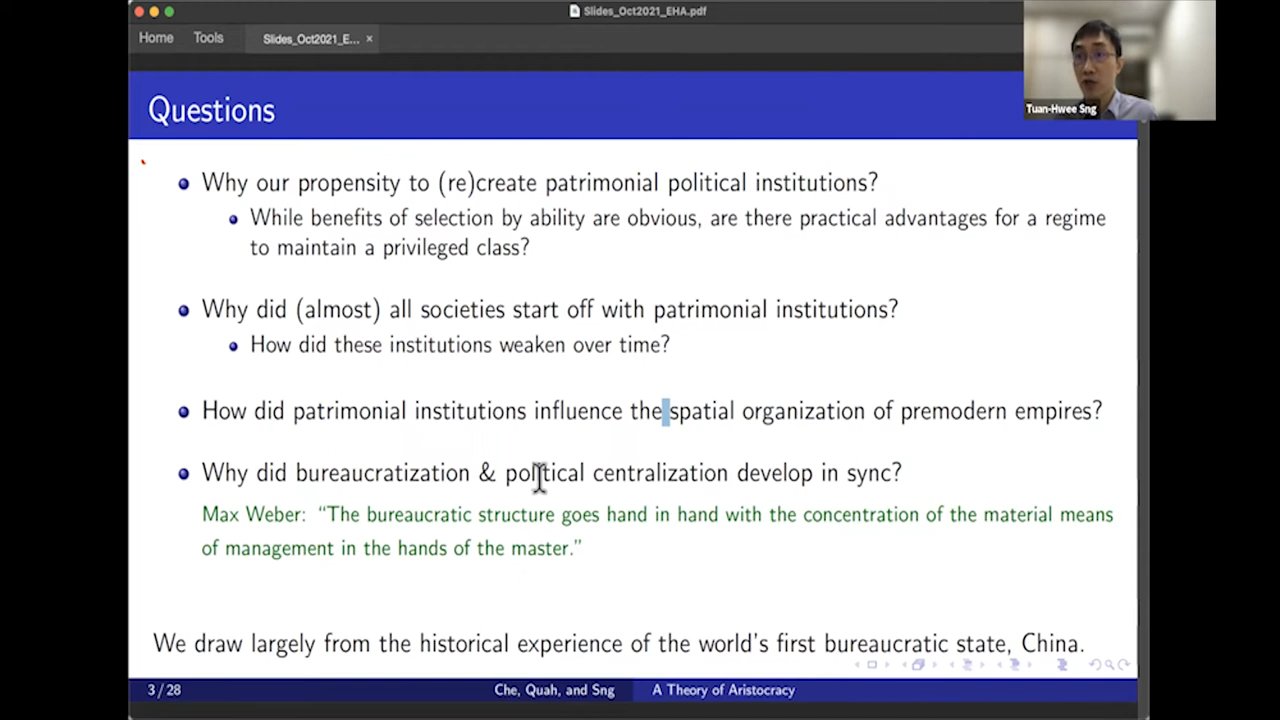 Slides_Oct2021_EHA.pdf
Home Tools Slides_Oct2021_E... ×
Tuan-Hwee Sng
Questions
Why our propensity to (re)create patrimonial political institutions?
While benefits of selection by ability are obvious, are there practical advantages for a regime
to maintain a privileged class?
Why did (almost) all societies start off with patrimonial institutions?
How did these institutions weaken over time?
How did patrimonial institutions influence the spatial organization of premodern empires?
Why did bureaucratization & political centralization develop in sync?
Max Weber: “The bureaucratic structure goes hand in hand with the concentration of the material means
of management in the hands of the master.”
We draw largely from the historical experience of the world's first bureaucratic state, China.
3 / 28 Che, Quah, and Sng A Theory of Aristocracy